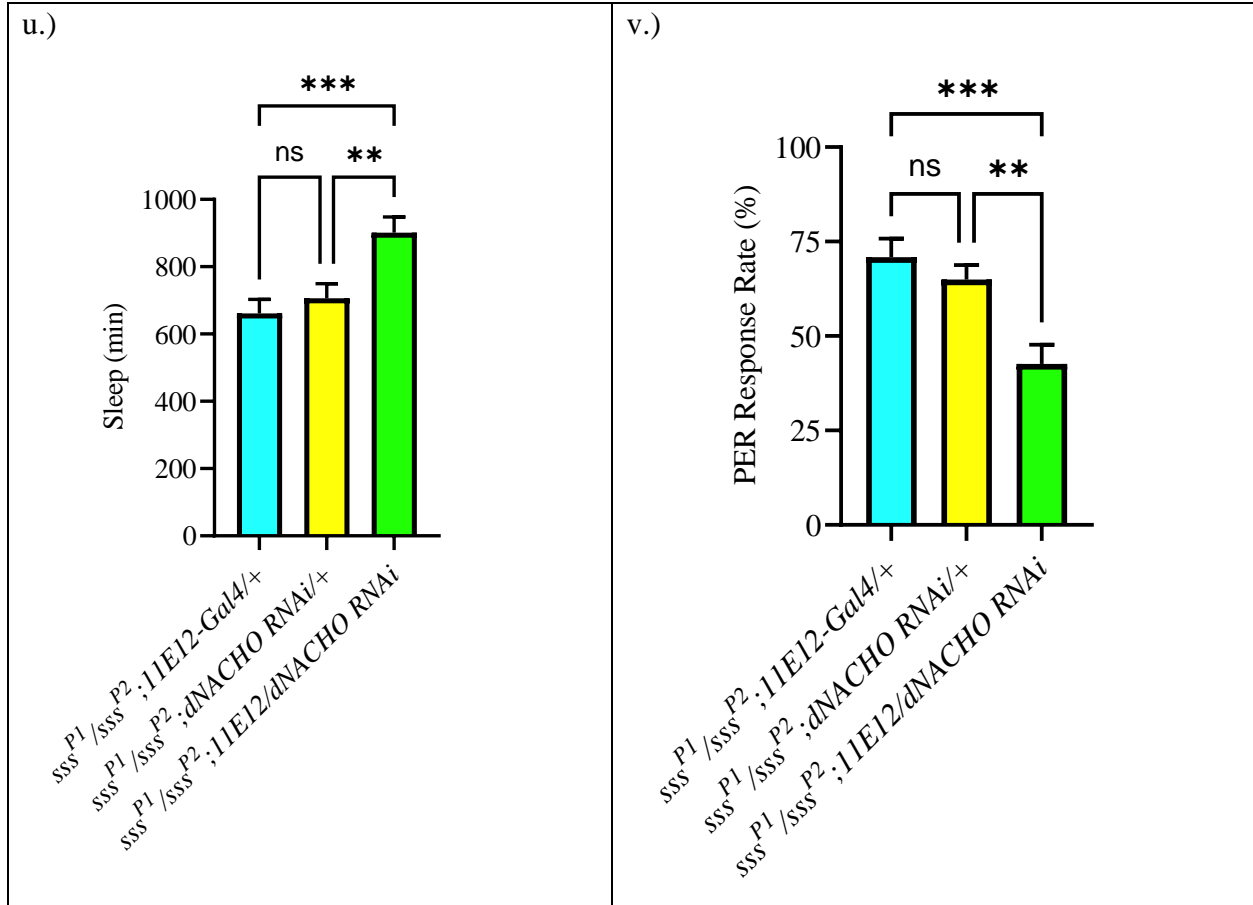 u.)
***
ns
**
1000
800
600
400
200
0
Sleep (min)
sss^P1/sss^P2;11E12-Gal4/+
sss^P1/sss^P2;dNACHO RNAi/+
sss^P1/sss^P2;11E12/dNACHO RNAi
v.)
***
ns
**
100
75
50
25
0
PER Response Rate (%)
sss^P1/sss^P2;11E12-Gal4/+
sss^P1/sss^P2;dNACHO RNAi/+
sss^P1/sss^P2;11E12/dNACHO RNAi